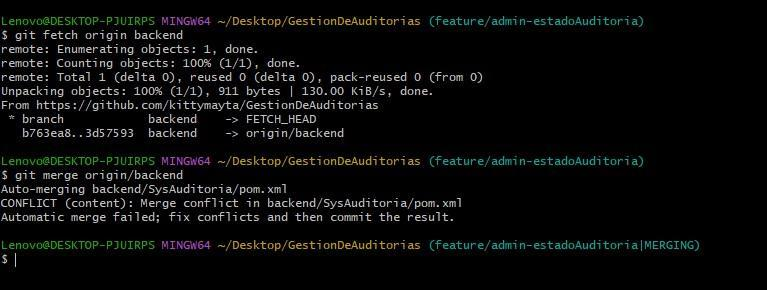 Lenovo@DESKTOP-PJUIRPS MINGW64 ~/Desktop/GestionDeAuditorias (feature/admin-estadoAuditoria)
$ git fetch origin backend
remote: Enumerating objects: 1, done.
remote: Counting objects: 100% (1/1), done.
remote: Total 1 (delta 0), reused 0 (delta 0), pack-reused 0 (from 0)
Unpacking objects: 100% (1/1), 911 bytes | 130.00 KiB/s, done.
From https://github.com/kittymayta/GestionDeAuditorias
 * branch            backend    -> FETCH_HEAD
   b763ea8..3d57593  backend    -> origin/backend

Lenovo@DESKTOP-PJUIRPS MINGW64 ~/Desktop/GestionDeAuditorias (feature/admin-estadoAuditoria)
$ git merge origin/backend
Auto-merging backend/SysAuditoria/pom.xml
CONFLICT (content): Merge conflict in backend/SysAuditoria/pom.xml
Automatic merge failed; fix conflicts and then commit the result.

Lenovo@DESKTOP-PJUIRPS MINGW64 ~/Desktop/GestionDeAuditorias (feature/admin-estadoAuditoria|MERGING)
$